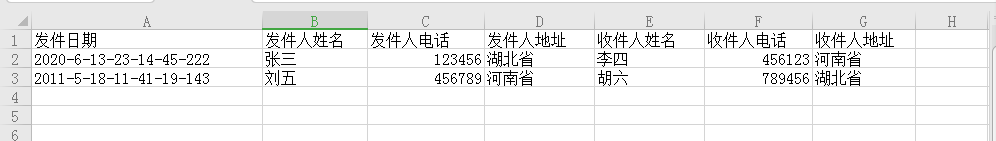 A B C D E F G H
1 发件日期 发件人姓名 发件人电话 发件人地址 收件人姓名 收件人电话 收件人地址
2 2020-6-13-23-14-45-222 张三 123456 湖北省 李四 456123 河南省
3 2011-5-18-11-41-19-143 刘五 456789 河南省 胡六 789456 湖北省
4
5
6